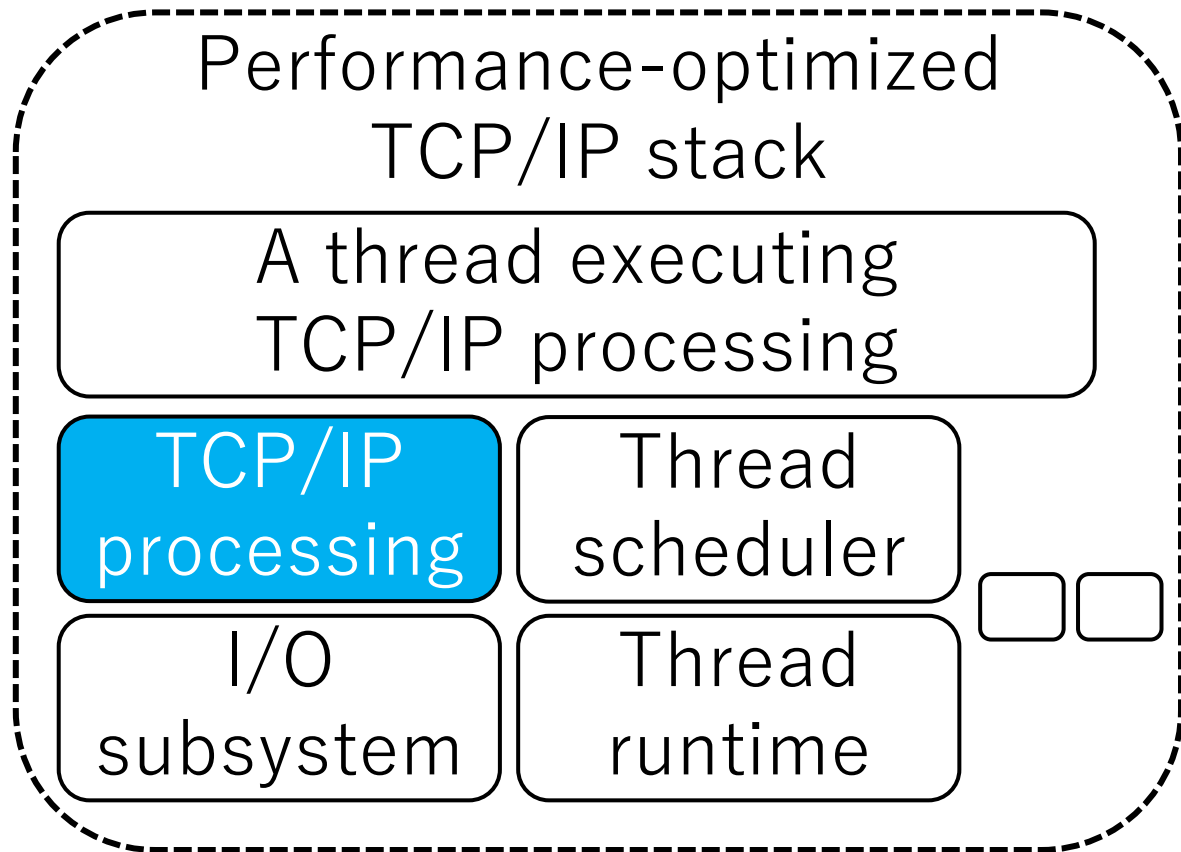 Performance-optimized
TCP/IP stack
A thread executing
TCP/IP processing
TCP/IP
processing
Thread
scheduler
I/O
subsystem
Thread
runtime